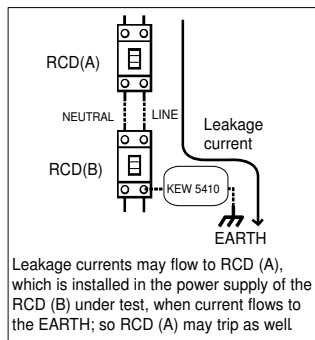 RCD(A)
NEUTRAL
LINE
Leakage
current
RCD(B)
KEW 5410
EARTH
Leakage currents may flow to RCD (A),
which is installed in the power supply of the
RCD (B) under test, when current flows to
the EARTH; so RCD (A) may trip as well.